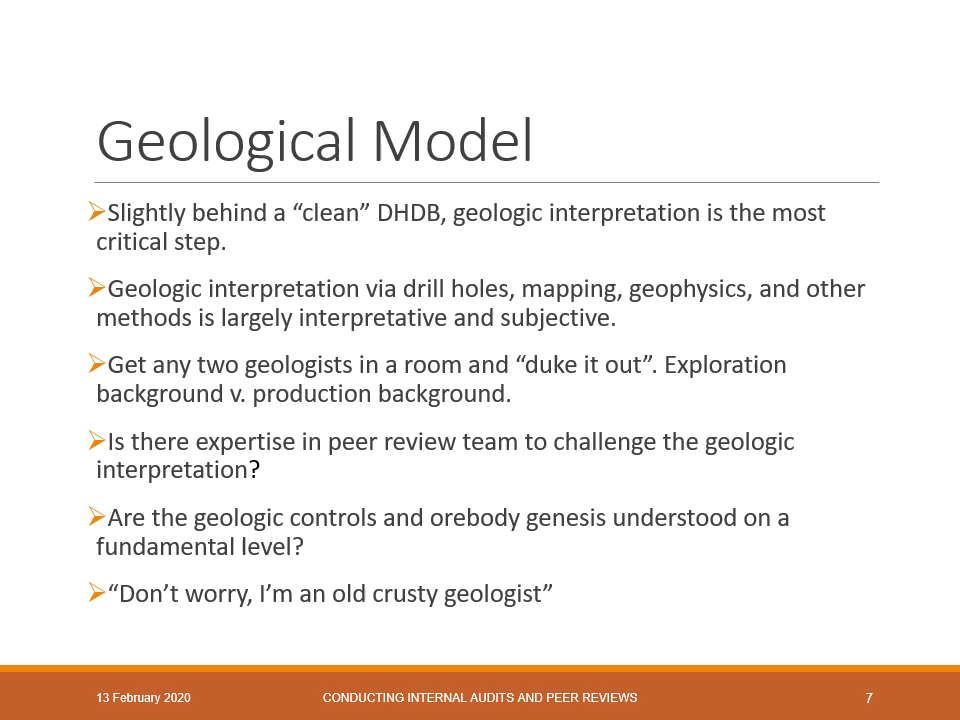 Geological Model
➢Slightly behind a “clean” DHDB, geologic interpretation is the most
critical step.
➢Geologic interpretation via drill holes, mapping, geophysics, and other
methods is largely interpretative and subjective.
➢Get any two geologists in a room and “duke it out”. Exploration
background v. production background.
➢Is there expertise in peer review team to challenge the geologic
interpretation?
➢Are the geologic controls and orebody genesis understood on a
fundamental level?
➢“Don’t worry, I’m an old crusty geologist”
13 February 2020
CONDUCTING INTERNAL AUDITS AND PEER REVIEWS
7